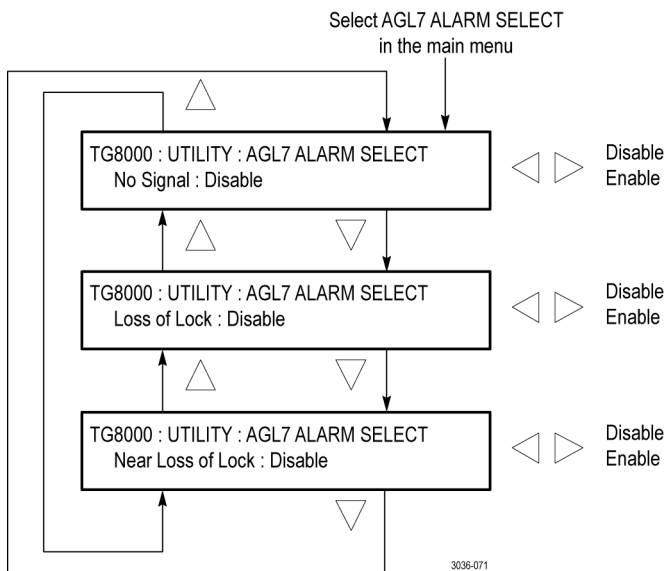 Select AGL7 ALARM SELECT
in the main menu
TG8000 : UTILITY : AGL7 ALARM SELECT
No Signal : Disable
Disable
Enable
TG8000 : UTILITY : AGL7 ALARM SELECT
Loss of Lock : Disable
Disable
Enable
TG8000 : UTILITY : AGL7 ALARM SELECT
Near Loss of Lock : Disable
Disable
Enable
3036-071